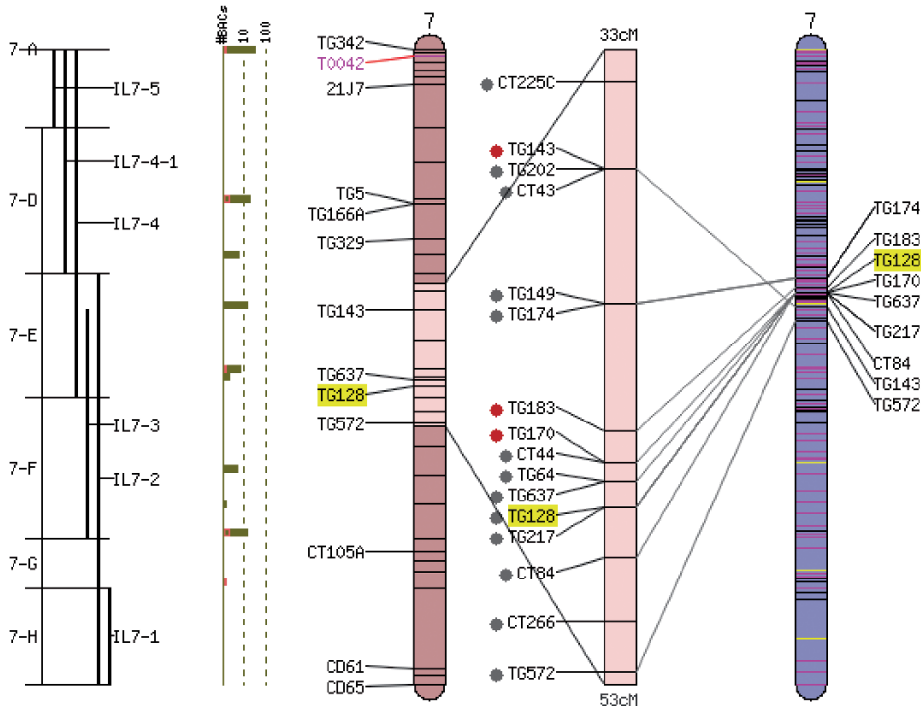 7
7
#BACs
10
100
33cM
TG342
7-A
T0042
CT225C
21J7
IL7-5
TG143
IL7-4-1
TG202
CT43
TG5
7-D
TG174
TG166A
IL7-4
TG329
TG183
TG128
TG170
TG149
TG637
TG143
TG174
TG217
7-E
CT84
TG637
TG143
TG128
TG572
TG183
TG572
IL7-3
TG170
CT44
7-F
TG64
IL7-2
TG637
TG128
TG217
CT105A
7-G
CT84
CT266
7-H
IL7-1
CD61
TG572
CD65
53cM